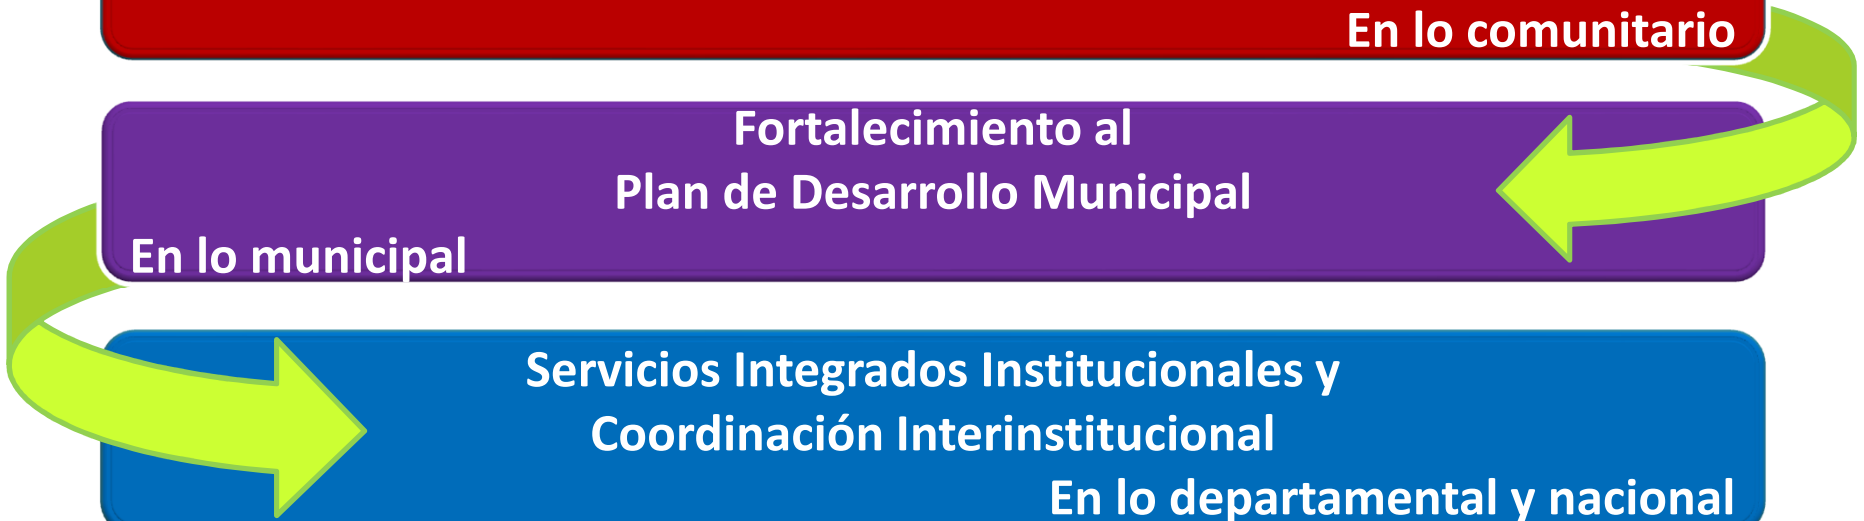 En lo comunitario
Fortalecimiento al
Plan de Desarrollo Municipal
En lo municipal
Servicios Integrados Institucionales y
Coordinación Interinstitucional
En lo departamental y nacional